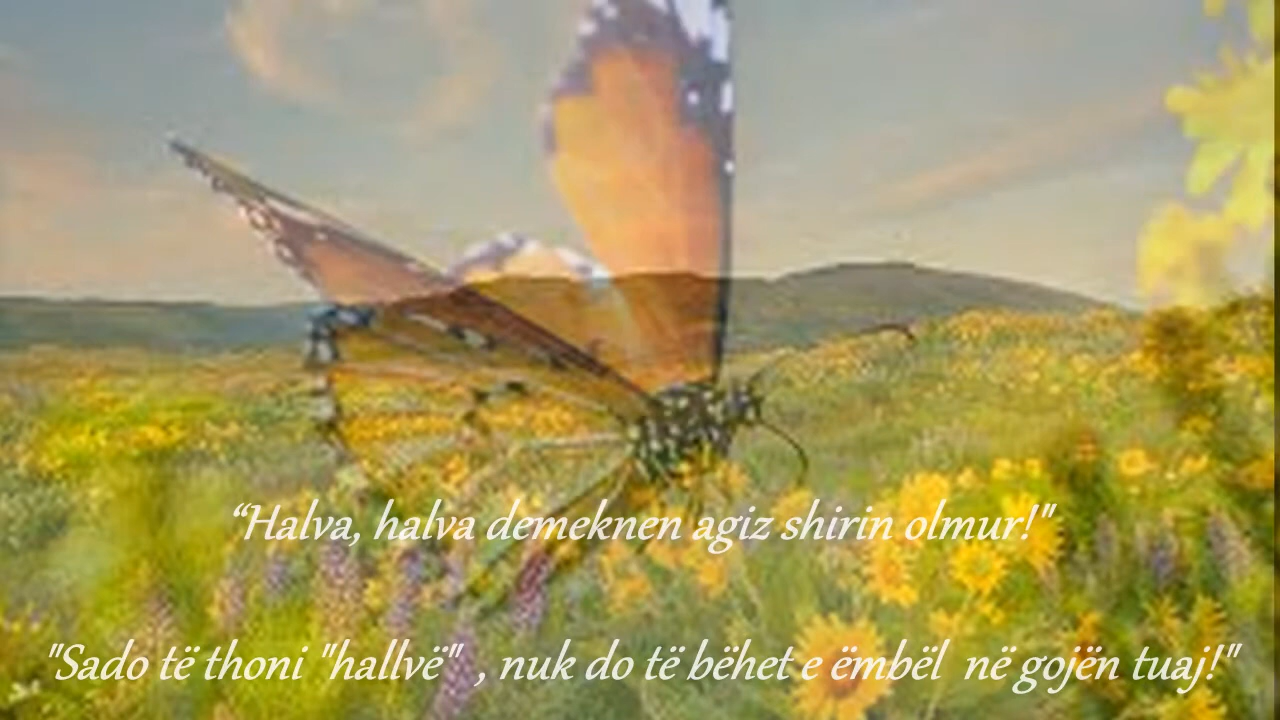 “Halva, halva demeknen agiz shirin olmur!"
"Sado të thoni "hallvë" , nuk do të bëhet e ëmbël në gojën tuaj!"